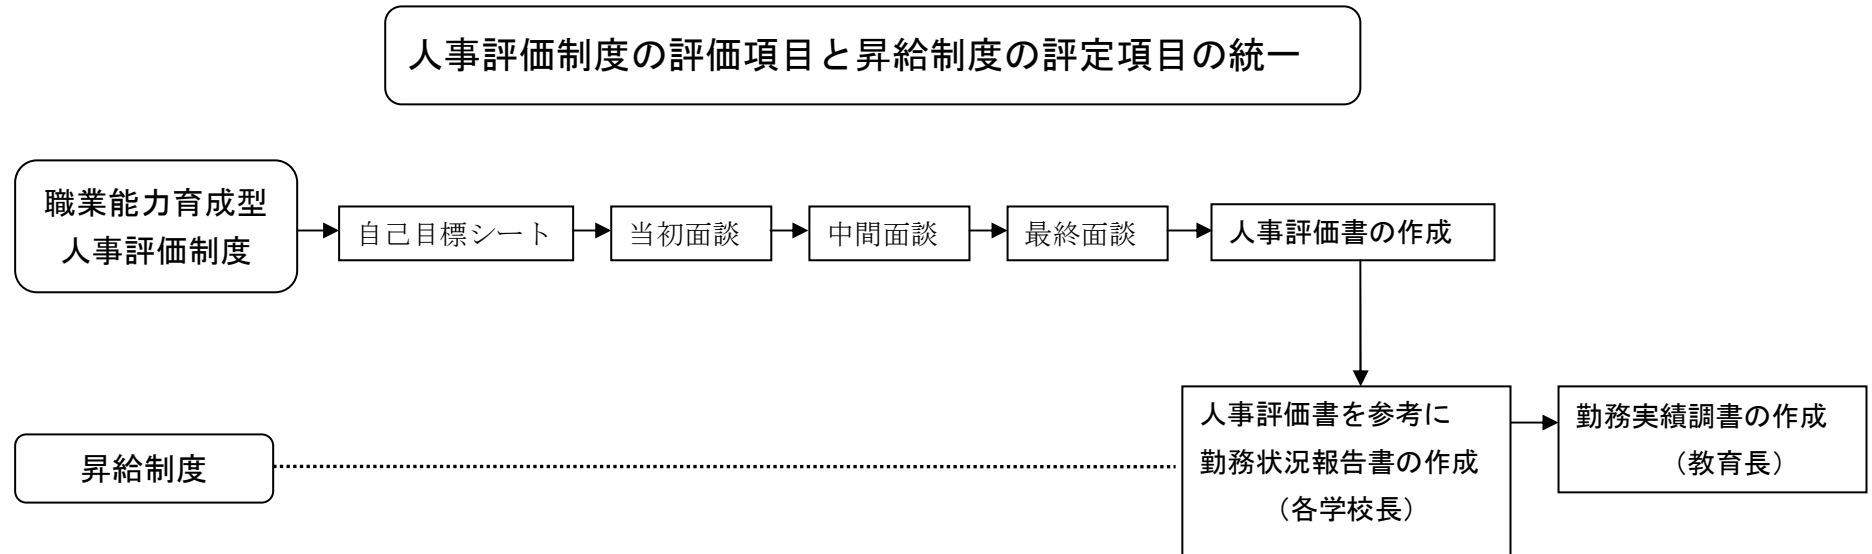 人事評価制度の評価項目と昇給制度の評定項目の統一
職業能力育成型
人事評価制度
自己目標シート
当初面談
中間面談
最終面談
人事評価書の作成
昇給制度
人事評価書を参考に
勤務状況報告書の作成
（各学校長）
勤務実績調書の作成
（教育長）